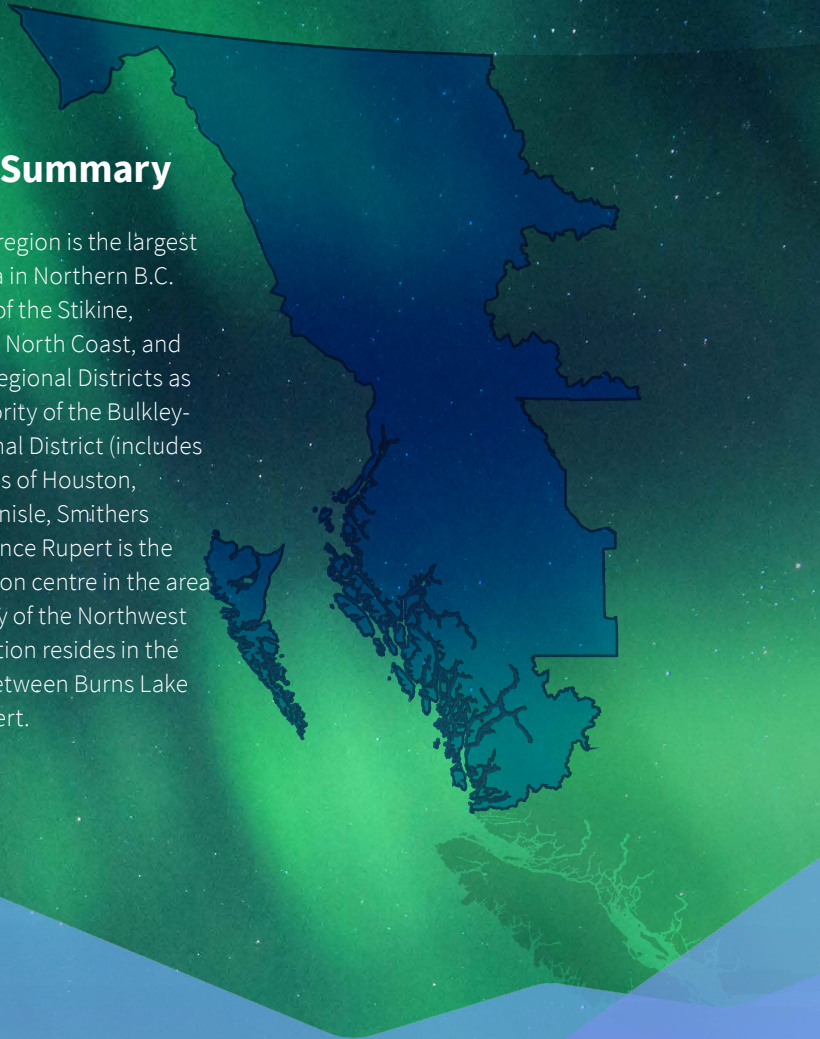 Summary
region is the largest
a in Northern B.C.
of the Stikine,
North Coast, and
egional Districts as
ority of the Bulkley-
nal District (includes
s of Houston,
nisle, Smithers
nce Rupert is the
on centre in the area
y of the Northwest
tion resides in the
etween Burns Lake
ert.